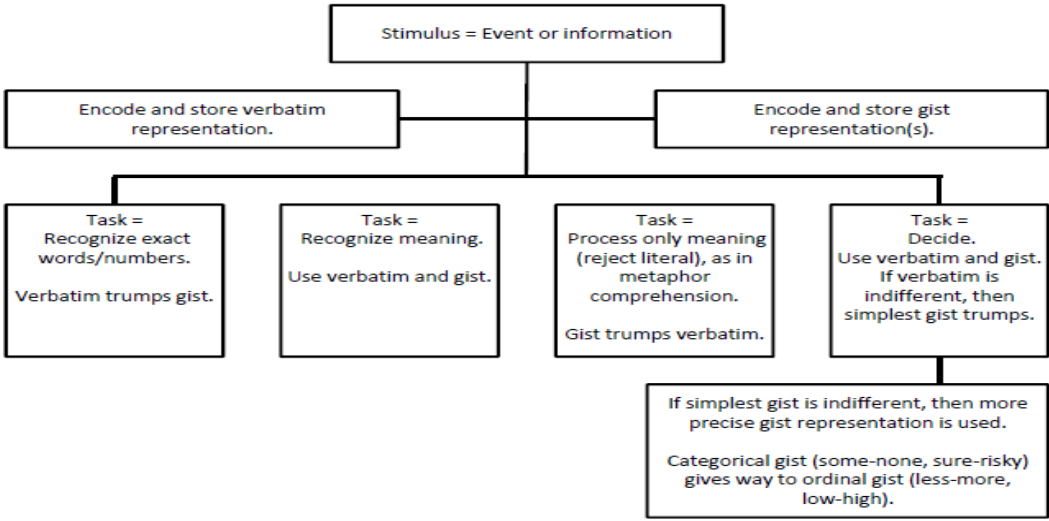 Stimulus = Event or information
Encode and store verbatim
representation.
Encode and store gist
representation(s).
Task =
Recognize exact
words/numbers.
Verbatim trumps gist.
Task =
Recognize meaning.
Use verbatim and gist.
Task =
Process only meaning
(reject literal), as in
metaphor
comprehension.
Gist trumps verbatim.
Task =
Decide.
Use verbatim and gist.
If verbatim is
indifferent, then
simplest gist trumps.
If simplest gist is indifferent, then more
precise gist representation is used.
Categorical gist (some-none, sure-risky)
gives way to ordinal gist (less-more,
low-high).